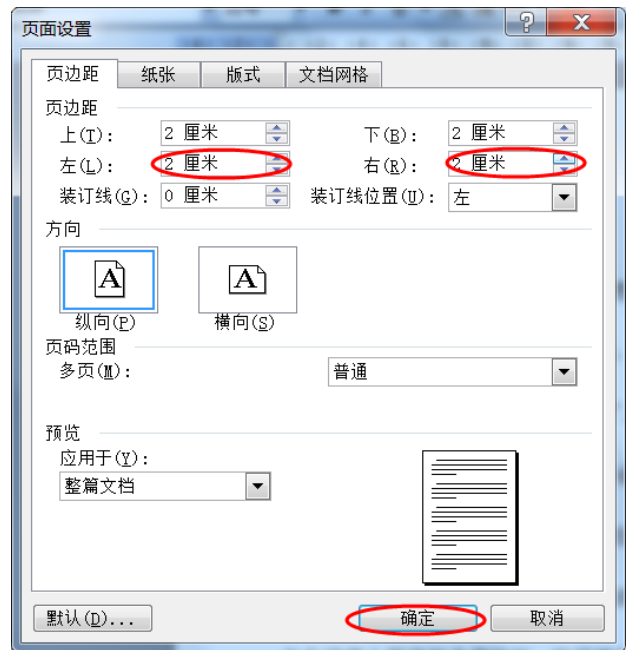 页面设置
页边距 纸张 版式 文档网格
页边距
上(T): 2 厘米 下(B): 2 厘米
左(L): 2 厘米 右(R): 2 厘米
装订线(G): 0 厘米 装订线位置(U): 左
方向
A A
纵向(P) 横向(S)
页码范围
多页(M): 普通
预览
应用于(Y):
整篇文档
默认(D)... 确定 取消